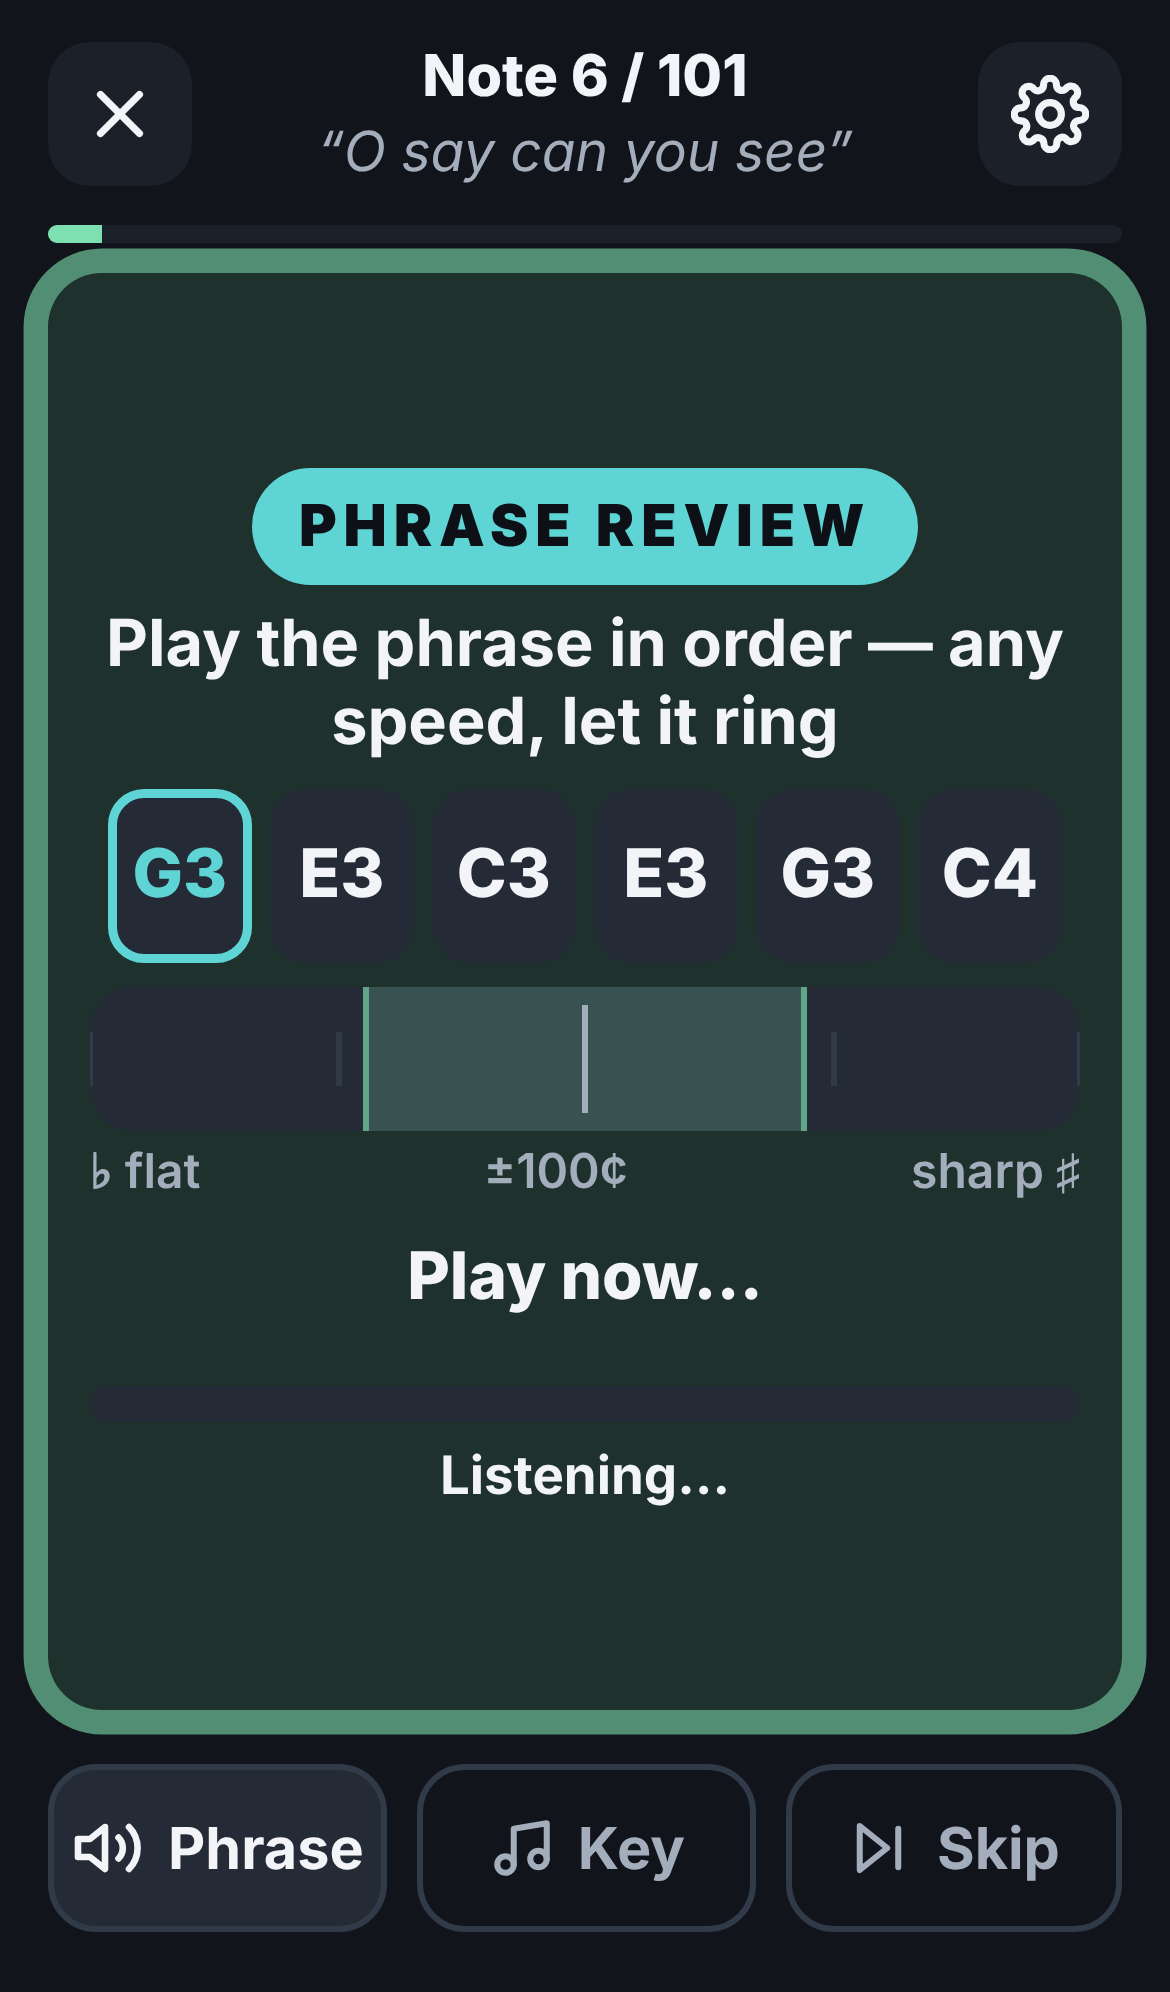 Note 6 / 101
“O say can you see”
PHRASE REVIEW
Play the phrase in order — any
speed, let it ring
G3 E3 C3 E3 G3 C4
♭ flat ±100¢ sharp ♯
Play now...
Listening...
Phrase Key Skip